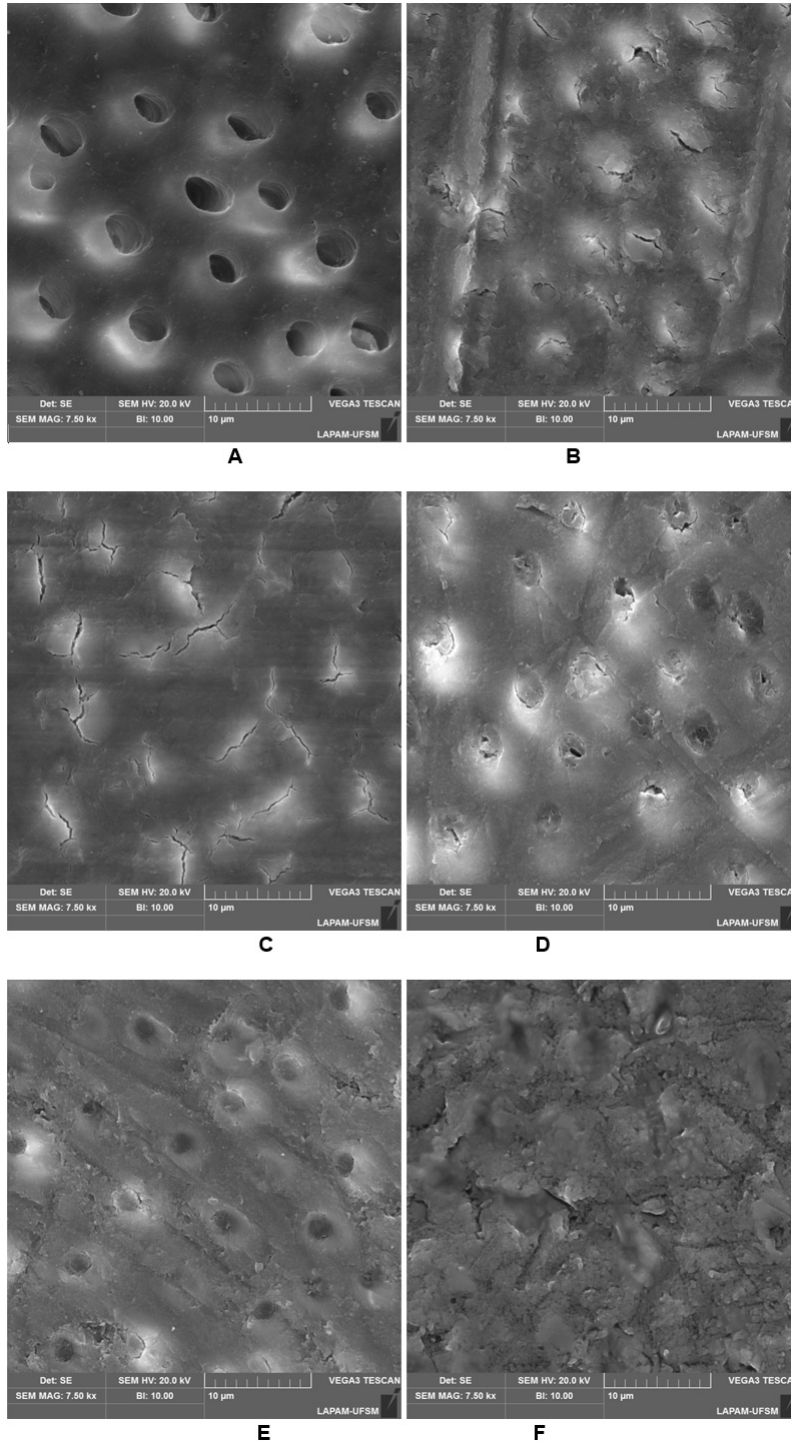 Det: SE SEM HV: 20.0 kV VEGA3 TESCAN
SEM MAG: 7.50 kx BI: 10.00 10 µm
LAPAM-UFSM
A
Det: SE SEM HV: 20.0 kV VEGA3 TESCA
SEM MAG: 7.50 kx BI: 10.00 10 µm
LAPAM-UFSM
B
Det: SE SEM HV: 20.0 kV VEGA3 TESCAN
SEM MAG: 7.50 kx BI: 10.00 10 µm
LAPAM-UFSM
C
Det: SE SEM HV: 20.0 kV VEGA3 TESCA
SEM MAG: 7.50 kx BI: 10.00 10 µm
LAPAM-UFSM
D
Det: SE SEM HV: 20.0 kV VEGA3 TESCAN
SEM MAG: 7.50 kx BI: 10.00 10 µm
LAPAM-UFSM
E
Det: SE SEM HV: 20.0 kV VEGA3 TESCA
SEM MAG: 7.50 kx BI: 10.00 10 µm
LAPAM-UFSM
F